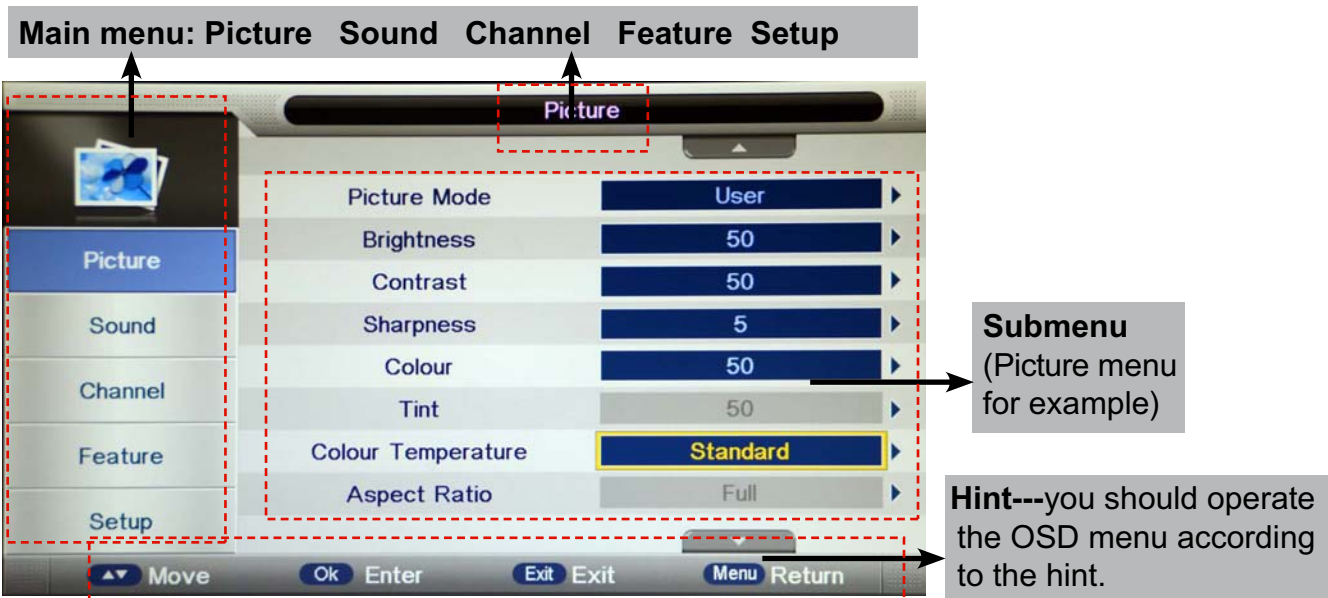 Main menu: Picture Sound Channel Feature Setup
Picture
Picture
Sound
Channel
Feature
Setup
Picture Mode User
Brightness 50
Contrast 50
Sharpness 5
Colour 50
Tint 50
Colour Temperature Standard
Aspect Ratio Full
Submenu
(Picture menu
for example)
Hint---you should operate
the OSD menu according
to the hint.
Move Ok Enter Exit Exit Menu Return